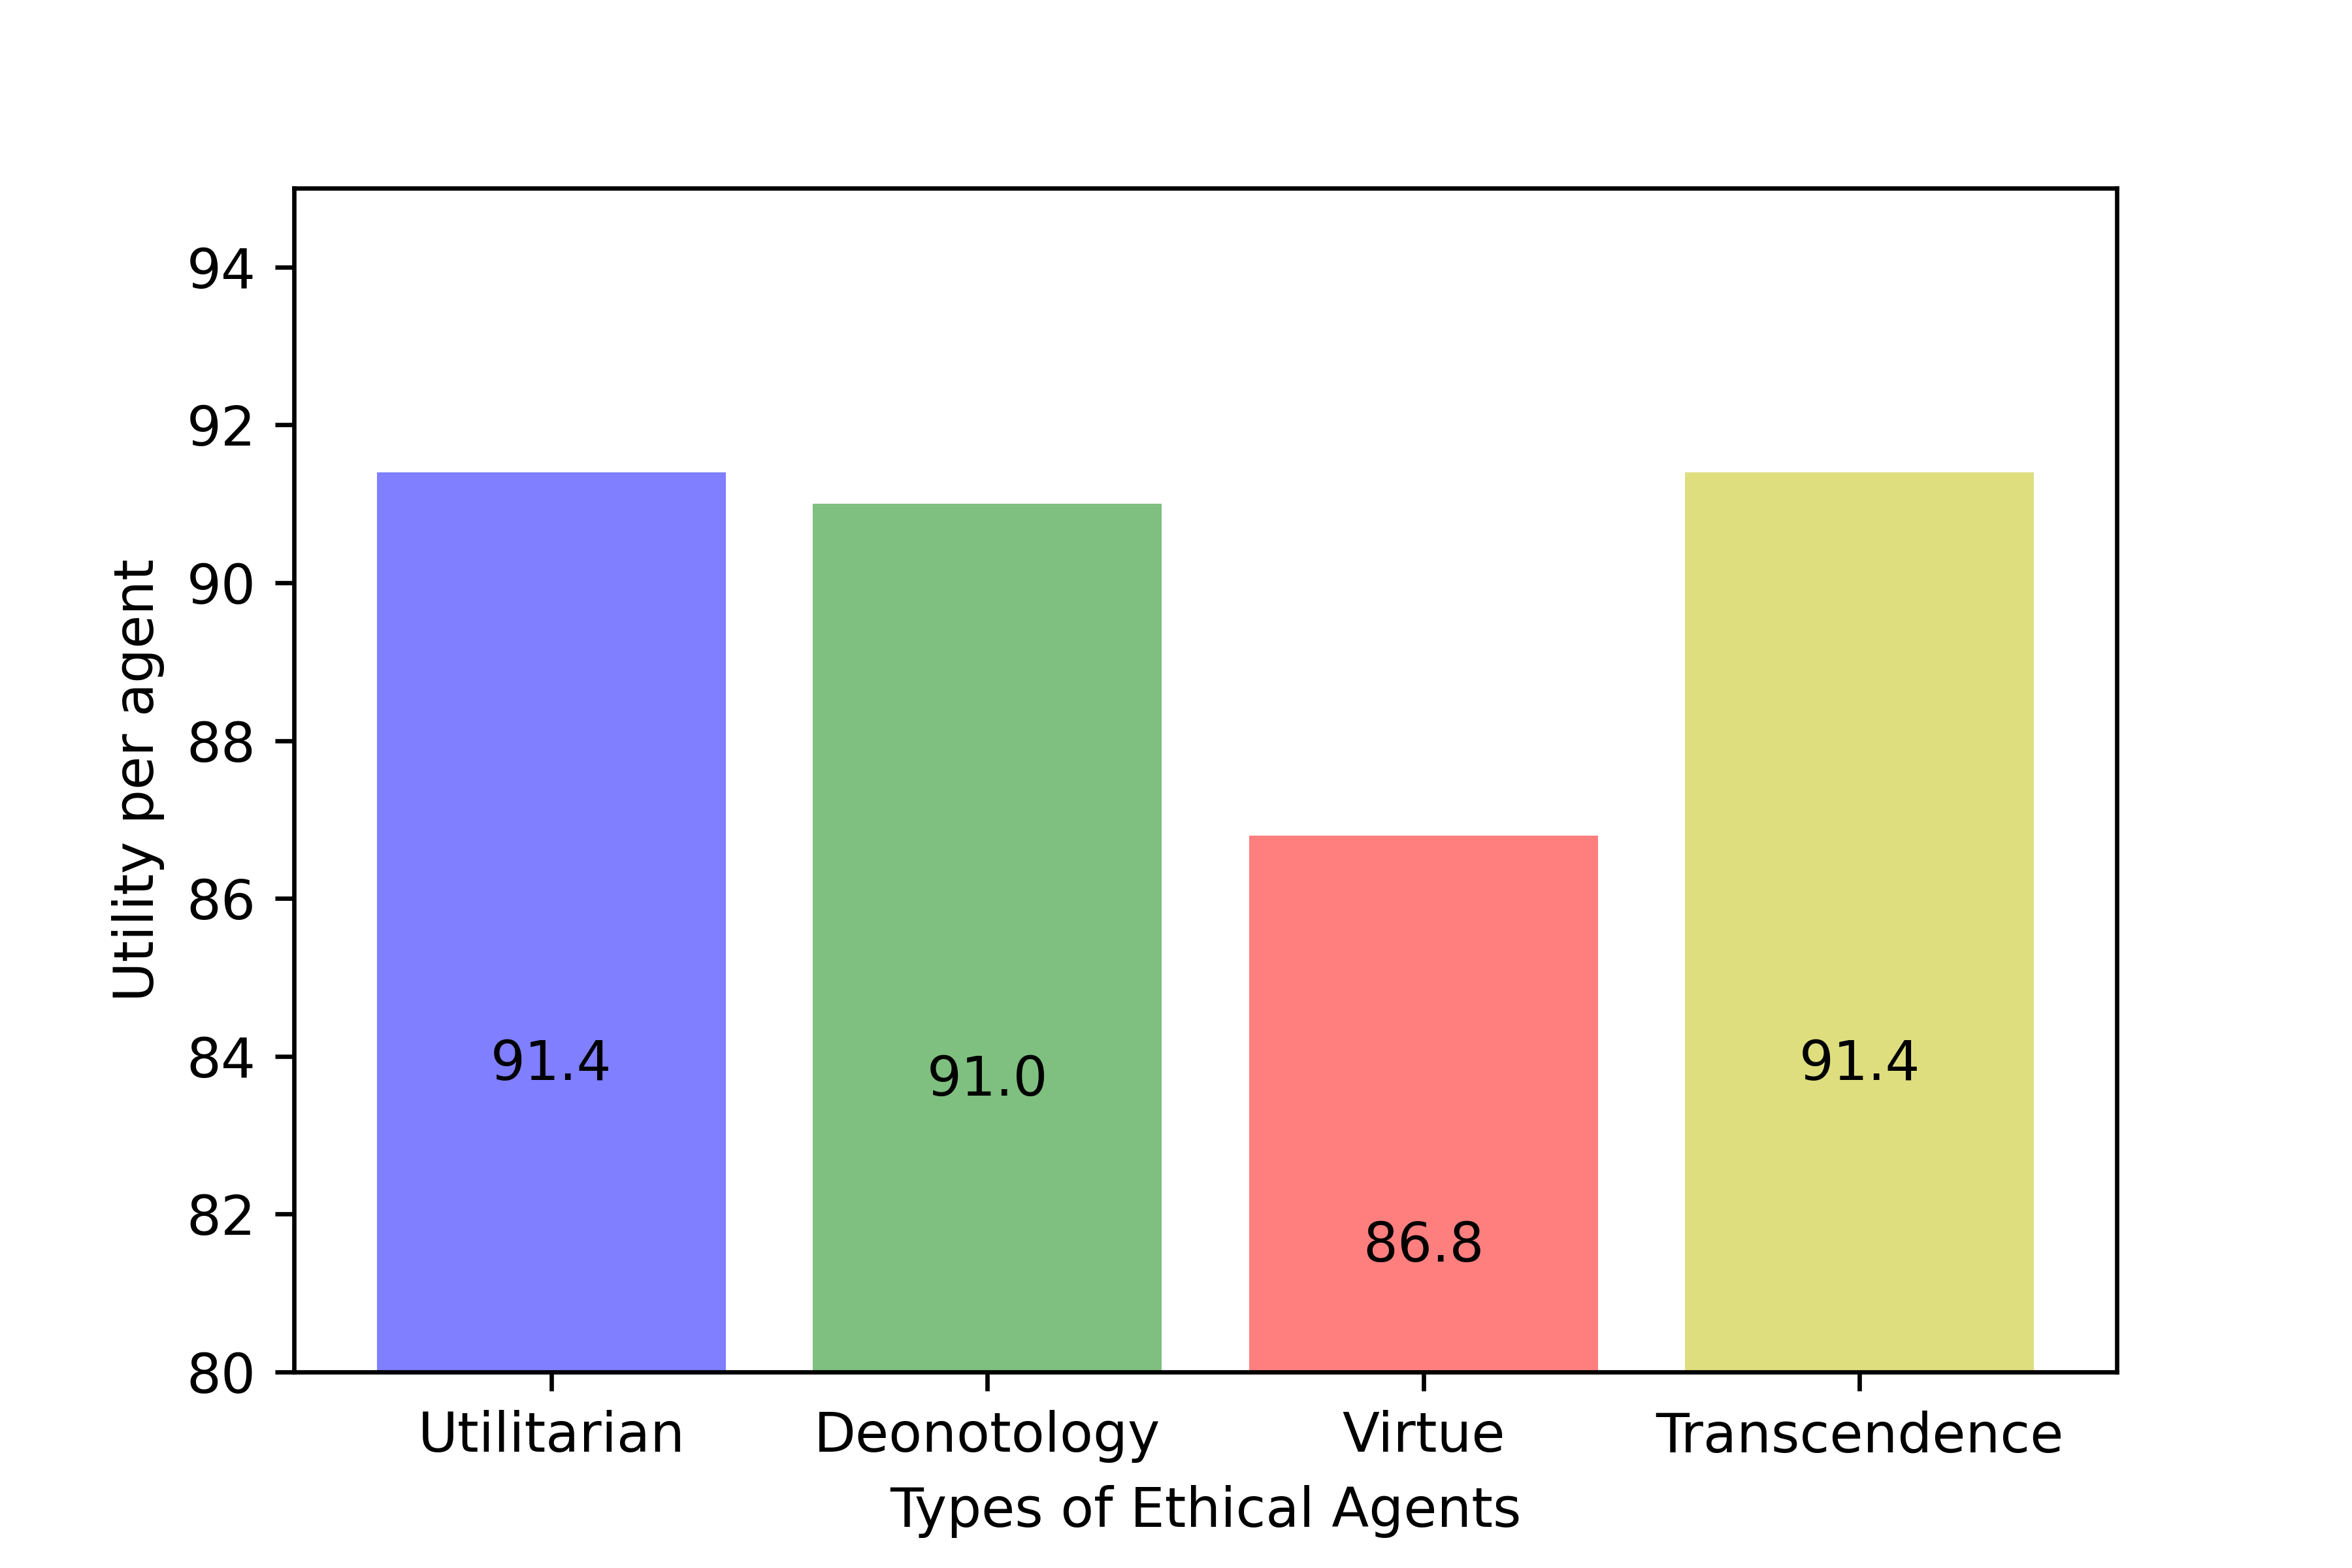 94
92
90
88
86
84
82
80
Utility per agent
91.4
91.0
86.8
91.4
Utilitarian
Deonotology
Virtue
Transcendence
Types of Ethical Agents